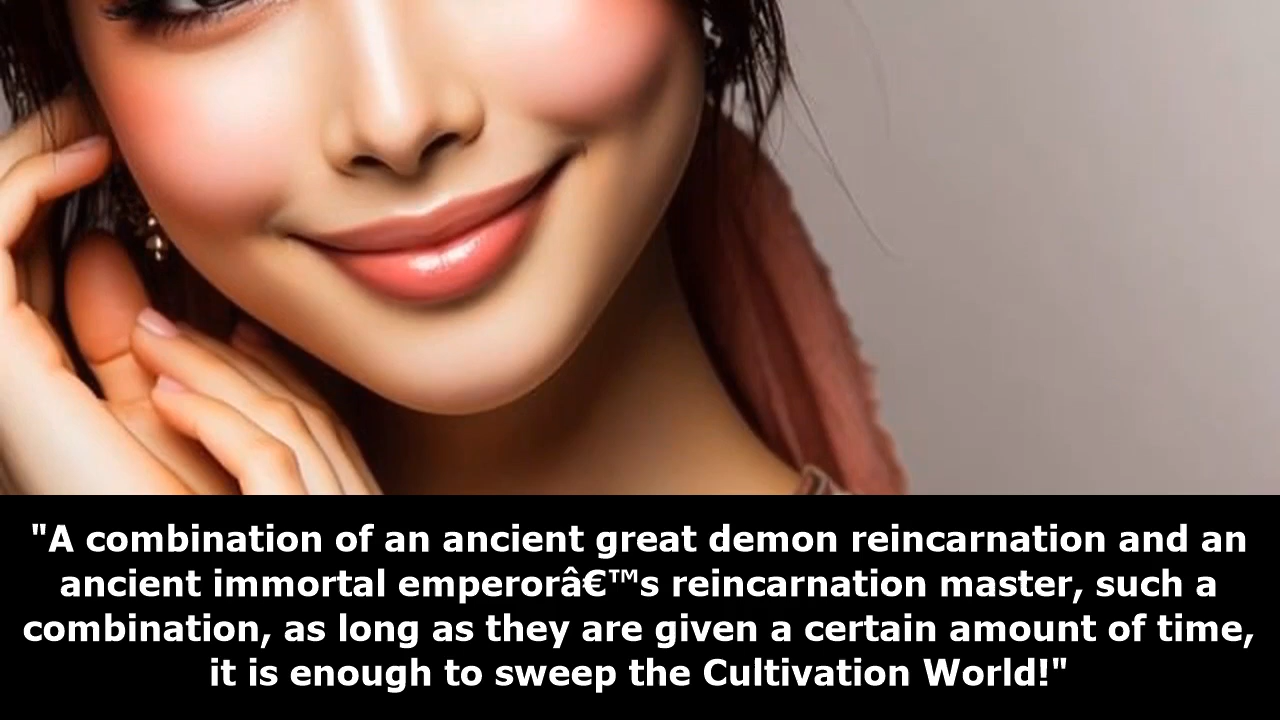 "A combination of an ancient great demon reincarnation and an
ancient immortal emperorâ€™s reincarnation master, such a
combination, as long as they are given a certain amount of time,
it is enough to sweep the Cultivation World!"